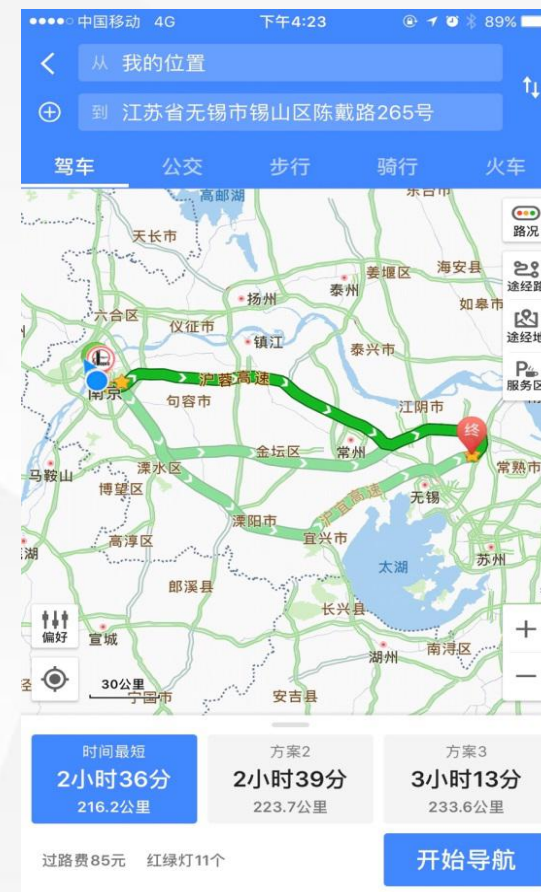 中国移动 4G 下午4:23 89%
从 我的位置
到 江苏省无锡市锡山区陈戴路265号
驾车 公交 步行 骑行 火车
高邮湖
天长市
路况
姜堰区 海安县
泰州
扬州
途经路
六合区 仪征市
如皋市
镇江
途经地
泰兴市
南京
沪蓉高速
服务区
句容市
江阴市
终
金坛区 常州
常熟市
溧水区
马鞍山
博望区
无锡
沪宜高速
溧阳市
宜兴市
高淳区
湖
太湖
苏州
郎溪县
长兴县
偏好
宣城
南浔区
湖州
30公里
宁国市
安吉县
时间最短 方案2 方案3
2小时36分 2小时39分 3小时13分
216.2公里 223.7公里 233.6公里
过路费85元 红绿灯11个 开始导航